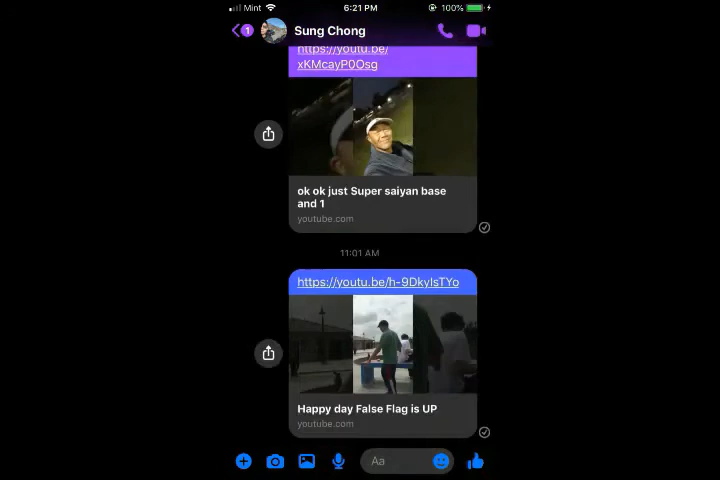 Mint 6:21 PM 100%
1 Sung Chong
https://youtu.be/
xKMcayP0Osg
ok ok just Super saiyan base
and 1
youtube.com
11:01 AM
https://youtu.be/h-9DkyIsTYo
Happy day False Flag is UP
youtube.com
Aa